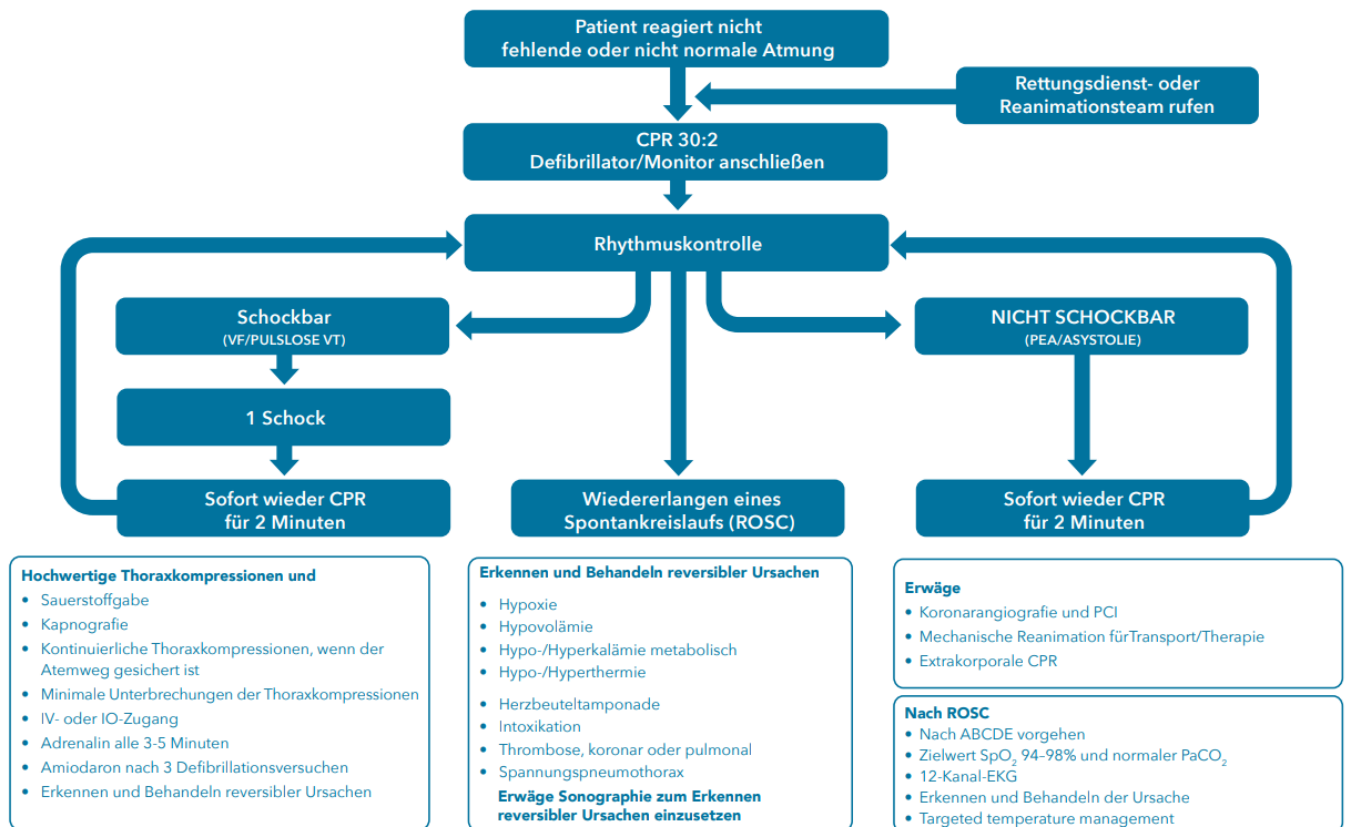 Patient reagiert nicht
fehlende oder nicht normale Atmung
Rettungsdienst- oder
Reanimationsteam rufen
CPR 30:2
Defibrillator/Monitor anschließen
Rhythmuskontrolle
Schockbar
(VF/PULSLOSE VT)
NICHT SCHOCKBAR
(PEA/ASYSTOLIE)
1 Schock
Sofort wieder CPR
für 2 Minuten
Wiedererlangen eines
Spontankreislaufs (ROSC)
Sofort wieder CPR
für 2 Minuten
Hochwertige Thoraxkompressionen und
• Sauerstoffgabe
• Kapnografie
• Kontinuierliche Thoraxkompressionen, wenn der
Atemweg gesichert ist
• Minimale Unterbrechungen der Thoraxkompressionen
• IV- oder IO-Zugang
• Adrenalin alle 3-5 Minuten
• Amiodaron nach 3 Defibrillationsversuchen
• Erkennen und Behandeln reversibler Ursachen
Erkennen und Behandeln reversibler Ursachen
• Hypoxie
• Hypovolämie
• Hypo-/Hyperkalämie metabolisch
• Hypo-/Hyperthermie
• Herzbeuteltamponade
• Intoxikation
• Thrombose, koronar oder pulmonal
• Spannungspneumothorax
Erwäge Sonographie zum Erkennen
reversibler Ursachen einzusetzen
Erwäge
• Koronarangiografie und PCI
• Mechanische Reanimation fürTransport/Therapie
• Extrakorporale CPR
Nach ROSC
• Nach ABCDE vorgehen
• Zielwert SpO₂ 94–98% und normaler PaCO₂
• 12-Kanal-EKG
• Erkennen und Behandeln der Ursache
• Targeted temperature management